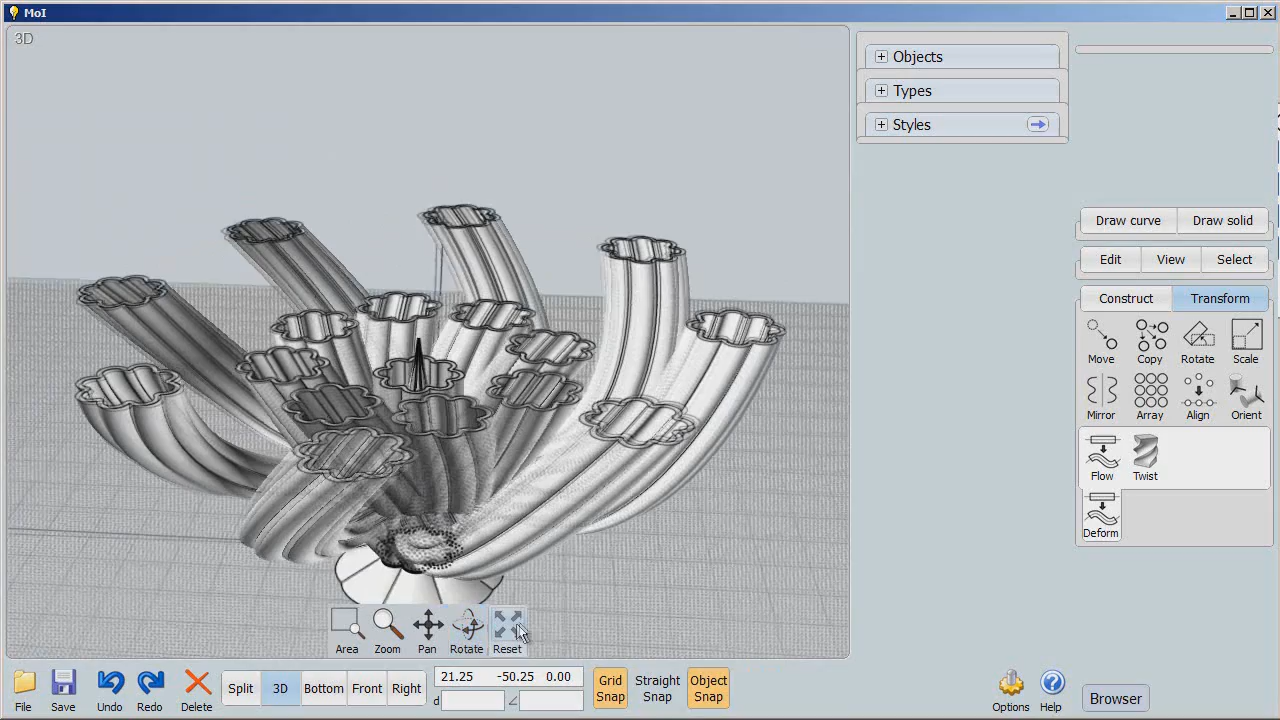 MoI
3D
Objects
Types
Styles
Draw curve Draw solid
Edit View Select
Construct Transform
Move Copy Rotate Scale
Mirror Array Align Orient
Flow Twist
Deform
Area Zoom Pan Rotate Reset
File Save Undo Redo Delete
Split 3D Bottom Front Right
21.25 -50.25 0.00
d
Grid Snap
Straight Snap
Object Snap
Options Help
Browser